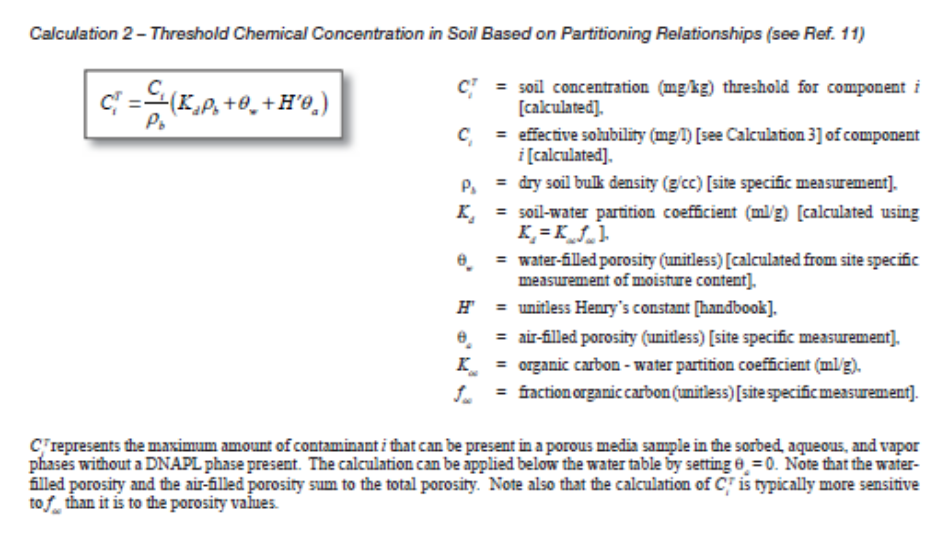 Calculation 2 – Threshold Chemical Concentration in Soil Based on Partitioning Relationships (see Ref. 11)
C_i^T = C_i/ρ_b (K_d ρ_b + θ_w + H'θ_a)
C_i^T = soil concentration (mg/kg) threshold for component i
[calculated],
C_i = effective solubility (mg/l) [see Calculation 3] of component
i [calculated],
ρ_b = dry soil bulk density (g/cc) [site specific measurement],
K_d = soil-water partition coefficient (ml/g) [calculated using
K_d = K_oc f_oc ],
θ_w = water-filled porosity (unitless) [calculated from site specific
measurement of moisture content],
H' = unitless Henry's constant [handbook],
θ_a = air-filled porosity (unitless) [site specific measurement],
K_oc = organic carbon - water partition coefficient (ml/g),
f_oc = fraction organic carbon (unitless) [site specific measurement].
C_i^T represents the maximum amount of contaminant i that can be present in a porous media sample in the sorbed, aqueous, and vapor
phases without a DNAPL phase present. The calculation can be applied below the water table by setting θ_a = 0. Note that the water-
filled porosity and the air-filled porosity sum to the total porosity. Note also that the calculation of C_i^T is typically more sensitive
to f_oc than it is to the porosity values.